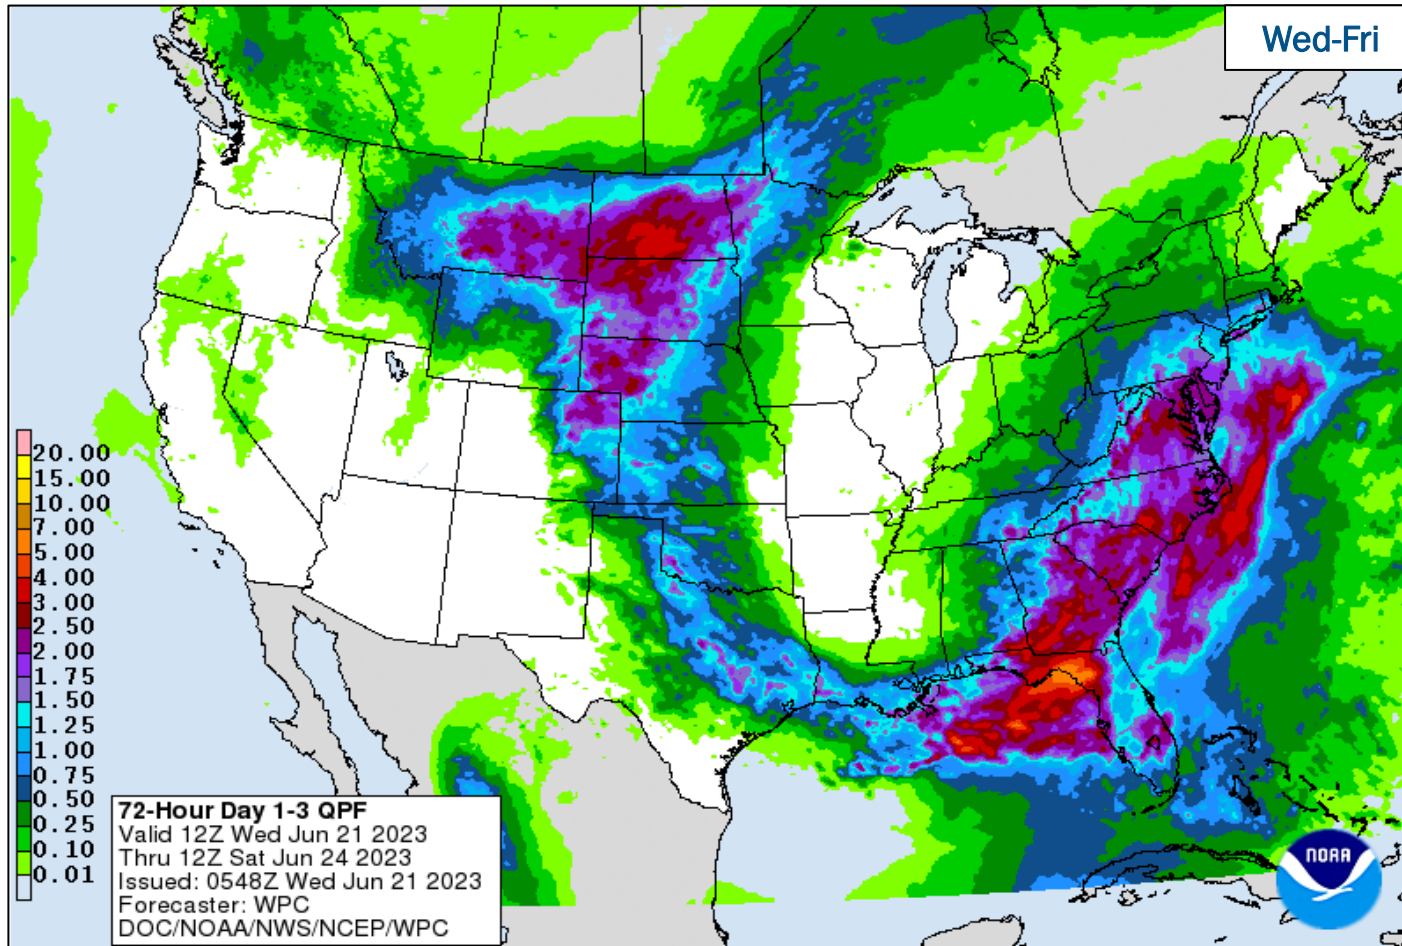 Wed-Fri
20.00
15.00
10.00
7.00
5.00
4.00
3.00
2.50
2.00
1.75
1.50
1.25
1.00
0.75
0.50
0.25
0.10
0.01
72-Hour Day 1-3 QPF
Valid 12Z Wed Jun 21 2023
Thru 12Z Sat Jun 24 2023
Issued: 0548Z Wed Jun 21 2023
Forecaster: WPC
DOC/NOAA/NWS/NCEP/WPC
NOAA